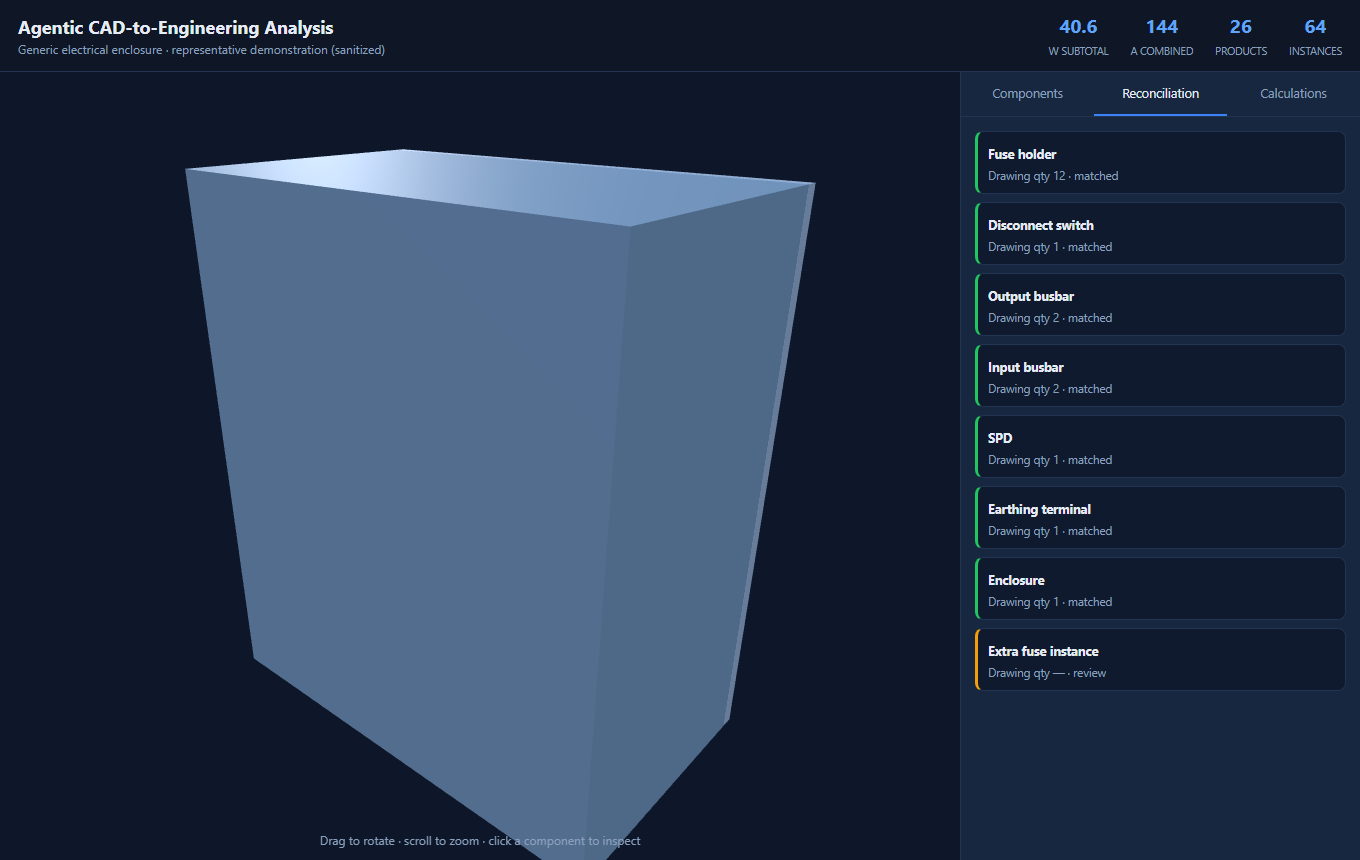 Agentic CAD-to-Engineering Analysis
Generic electrical enclosure · representative demonstration (sanitized)
40.6
W SUBTOTAL
144
A COMBINED
26
PRODUCTS
64
INSTANCES
Components
Reconciliation
Calculations
Fuse holder
Drawing qty 12 · matched
Disconnect switch
Drawing qty 1 · matched
Output busbar
Drawing qty 2 · matched
Input busbar
Drawing qty 2 · matched
SPD
Drawing qty 1 · matched
Earthing terminal
Drawing qty 1 · matched
Enclosure
Drawing qty 1 · matched
Extra fuse instance
Drawing qty — · review
Drag to rotate · scroll to zoom · click a component to inspect